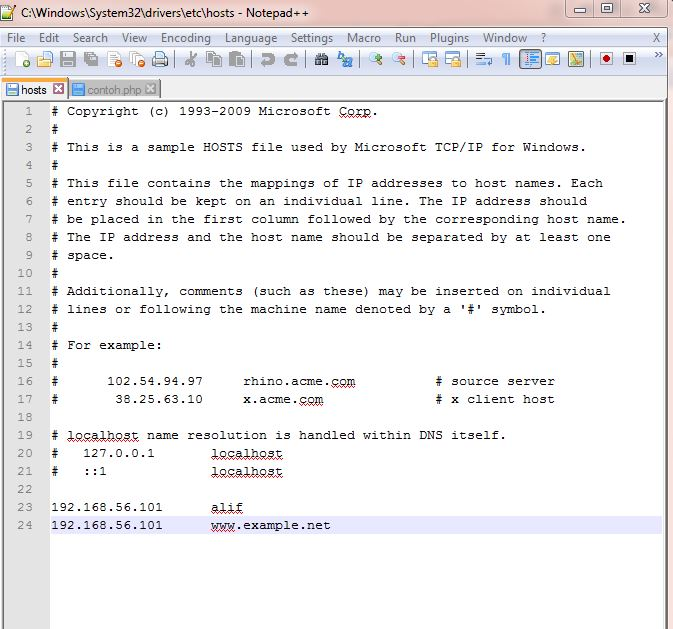 C:\Windows\System32\drivers\etc\hosts - Notepad++
File Edit Search View Encoding Language Settings Macro Run Plugins Window ? X
hosts contoh.php
1 # Copyright (c) 1993-2009 Microsoft Corp.
2 #
3 # This is a sample HOSTS file used by Microsoft TCP/IP for Windows.
4 #
5 # This file contains the mappings of IP addresses to host names. Each
6 # entry should be kept on an individual line. The IP address should
7 # be placed in the first column followed by the corresponding host name.
8 # The IP address and the host name should be separated by at least one
9 # space.
10 #
11 # Additionally, comments (such as these) may be inserted on individual
12 # lines or following the machine name denoted by a '#' symbol.
13 #
14 # For example:
15 #
16 #      102.54.94.97     rhino.acme.com          # source server
17 #       38.25.63.10     x.acme.com              # x client host
18
19 # localhost name resolution is handled within DNS itself.
20 #   127.0.0.1       localhost
21 #   ::1             localhost
22
23 192.168.56.101      alif
24 192.168.56.101      www.example.net